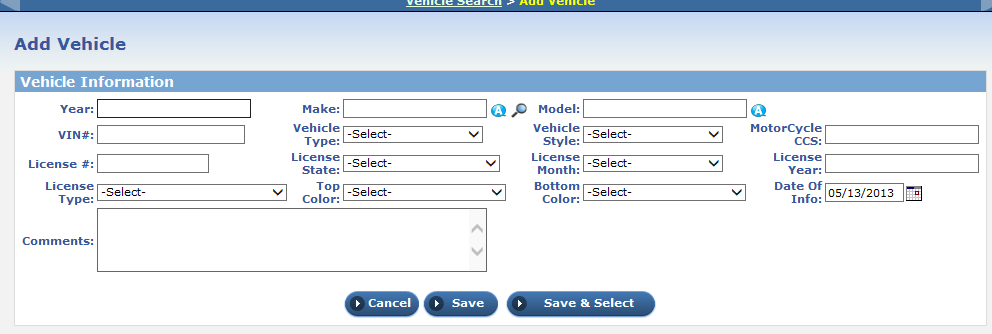 Vehicle Search > Add Vehicle
Add Vehicle
Vehicle Information
Year: Make: A Model: A
VIN#: Vehicle Type: -Select- Vehicle Style: -Select- MotorCycle CCS:
License #: License State: -Select- License Month: -Select- License Year:
License Type: -Select- Top Color: -Select- Bottom Color: -Select- Date Of Info: 05/13/2013
Comments:
Cancel Save Save & Select